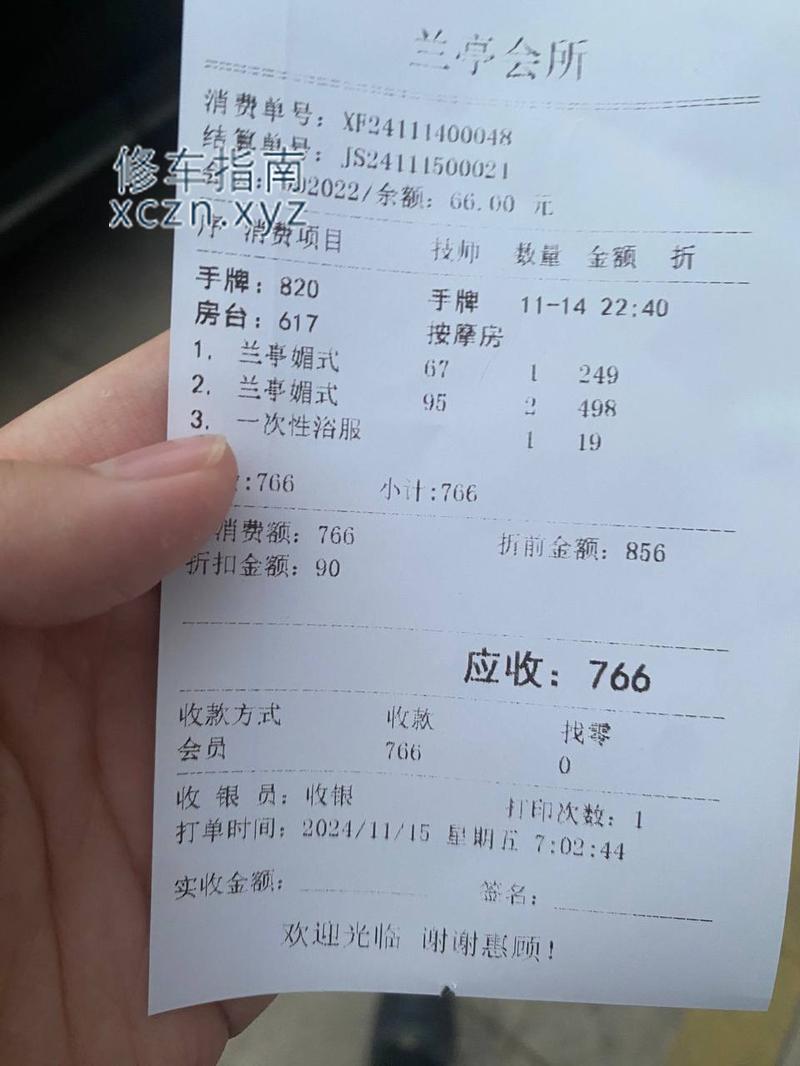 兰亭会所
消费单号：XF24111400048
结算单号：JS24111500021
修车指南
xczn.xyz
02022/余额：66.00 元
序 消费项目 技师 数量 金额 折
手牌：820 手牌 11-14 22:40
房台：617 按摩房
1. 兰亭媚式 67 1 249
2. 兰亭媚式 95 2 498
3. 一次性浴服 1 19
:766 小计:766
消费额：766 折前金额：856
折扣金额：90
应收：766
收款方式 收款 找零
会员 766 0
收 银 员：收银 打印次数：1
打单时间：2024/11/15 星期五 7:02:44
实收金额： 签名：
欢迎光临 谢谢惠顾！